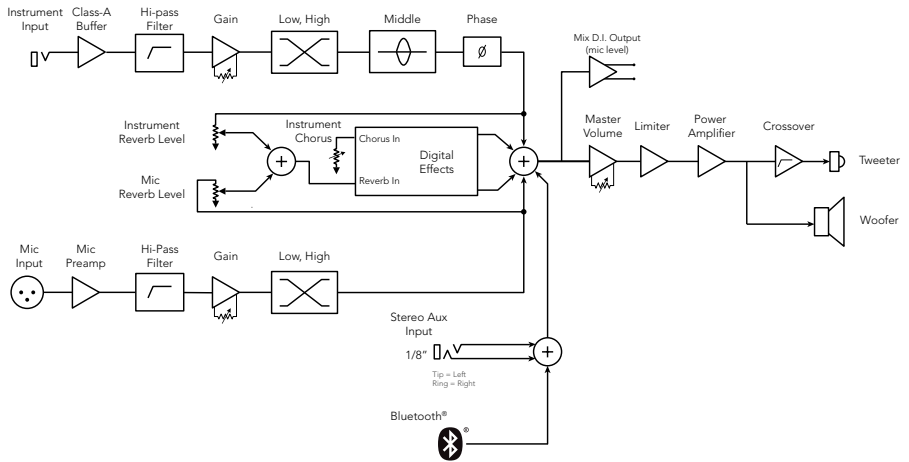 Instrument
Input
Class-A
Buffer
Hi-pass
Filter
Gain
Low, High
Middle
Phase
ø
Mix D.I. Output
(mic level)
Instrument
Reverb Level
Instrument
Chorus
Chorus In
Digital
Effects
Reverb In
Mic
Reverb Level
Master
Volume
Limiter
Power
Amplifier
Crossover
Tweeter
Woofer
Mic
Input
Mic
Preamp
Hi-Pass
Filter
Gain
Low, High
Stereo Aux
Input
1/8"
Tip = Left
Ring = Right
Bluetooth®
®